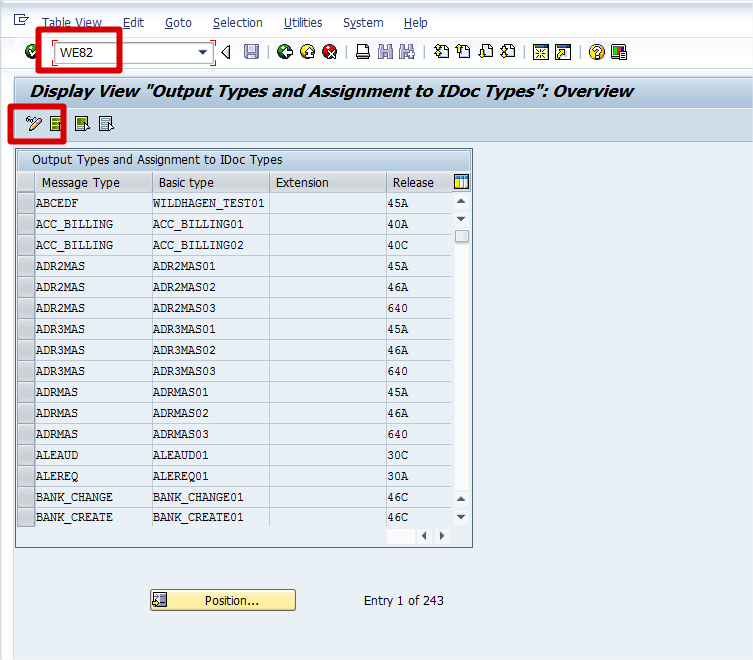 Table View Edit Goto Selection Utilities System Help
WE82
Display View "Output Types and Assignment to IDoc Types": Overview
Output Types and Assignment to IDoc Types
Message Type Basic type Extension Release
ABCEDF WILDHAGEN_TEST01 45A
ACC_BILLING ACC_BILLING01 40A
ACC_BILLING ACC_BILLING02 40C
ADR2MAS ADR2MAS01 45A
ADR2MAS ADR2MAS02 46A
ADR2MAS ADR2MAS03 640
ADR3MAS ADR3MAS01 45A
ADR3MAS ADR3MAS02 46A
ADR3MAS ADR3MAS03 640
ADRMAS ADRMAS01 45A
ADRMAS ADRMAS02 46A
ADRMAS ADRMAS03 640
ALEAUD ALEAUD01 30C
ALEREQ ALEREQ01 30A
BANK_CHANGE BANK_CHANGE01 46C
BANK_CREATE BANK_CREATE01 46C
Position... Entry 1 of 243